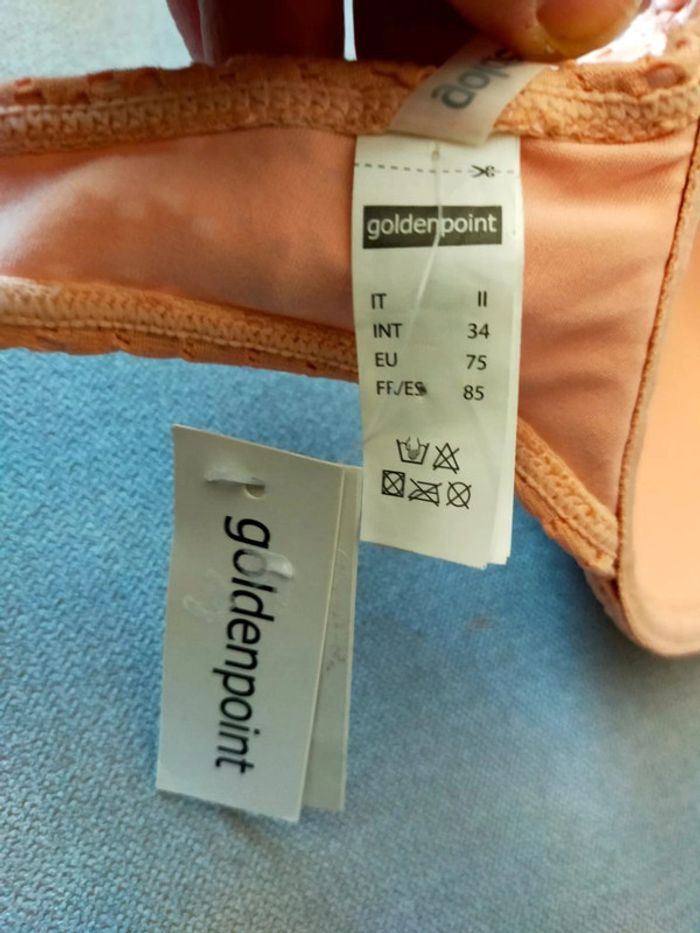 goldenpoint
IT II
INT 34
EU 75
FR/ES 85
goldenpoint